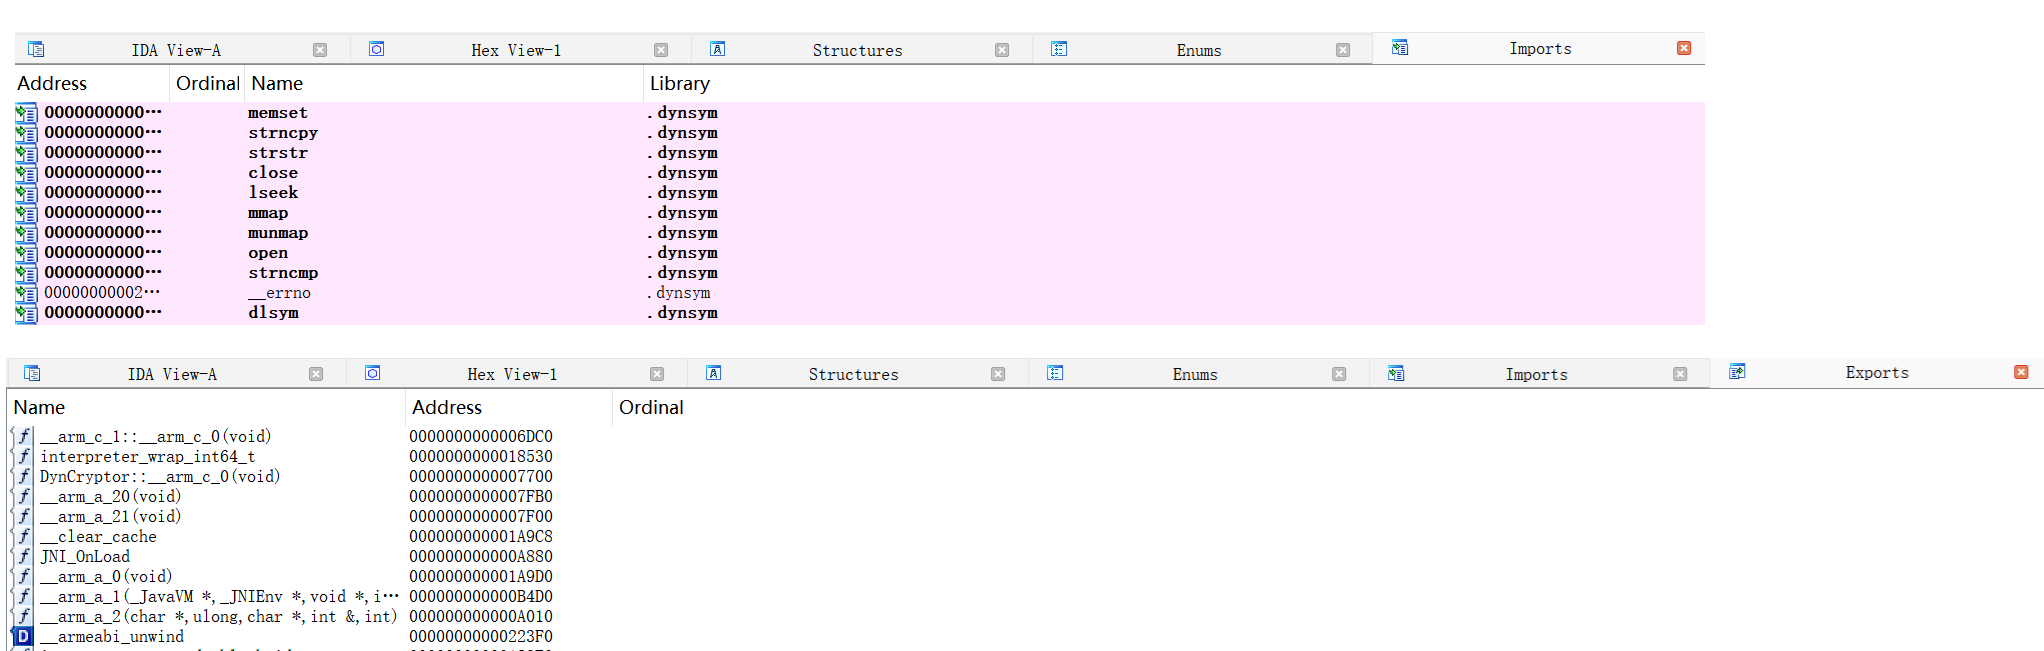 IDA View-A Hex View-1 Structures Enums Imports
Address Ordinal Name Library
0000000000… memset .dynsym
0000000000… strncpy .dynsym
0000000000… strstr .dynsym
0000000000… close .dynsym
0000000000… lseek .dynsym
0000000000… mmap .dynsym
0000000000… munmap .dynsym
0000000000… open .dynsym
0000000000… strncmp .dynsym
00000000002… __errno .dynsym
0000000000… dlsym .dynsym
IDA View-A Hex View-1 Structures Enums Imports Exports
Name Address Ordinal
__arm_c_1::__arm_c_0(void) 0000000000006DC0
interpreter_wrap_int64_t 0000000000018530
DynCryptor::__arm_c_0(void) 0000000000007700
__arm_a_20(void) 0000000000007FB0
__arm_a_21(void) 0000000000007F00
__clear_cache 000000000001A9C8
JNI_OnLoad 000000000000A880
__arm_a_0(void) 000000000001A9D0
__arm_a_1(_JavaVM *,_JNIEnv *,void *,i… 000000000000B4D0
__arm_a_2(char *,ulong,char *,int &,int) 000000000000A010
__armeabi_unwind 00000000000223F0